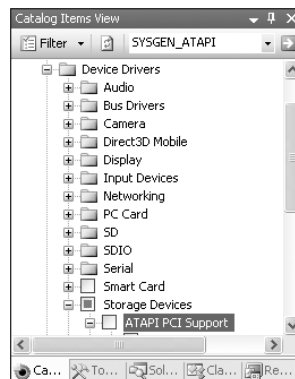 Catalog Items View
Filter SYSGEN_ATAPI
Device Drivers
Audio
Bus Drivers
Camera
Direct3D Mobile
Display
Input Devices
Networking
PC Card
SD
SDIO
Serial
Smart Card
Storage Devices
ATAPI PCI Support
Ca... To... Sol... Cla... Re...